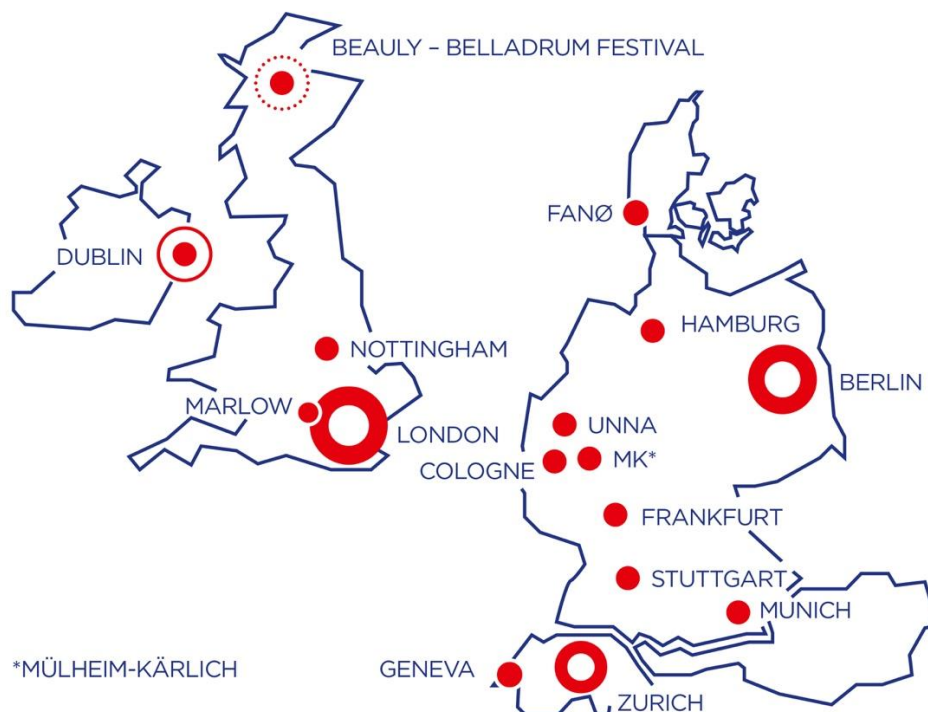 BEAULY – BELLADRUM FESTIVAL
FANØ
DUBLIN
HAMBURG
NOTTINGHAM
BERLIN
MARLOW
UNNA
LONDON
COLOGNE
MK*
FRANKFURT
STUTTGART
MUNICH
*MÜLHEIM-KÄRLICH
GENEVA
ZURICH